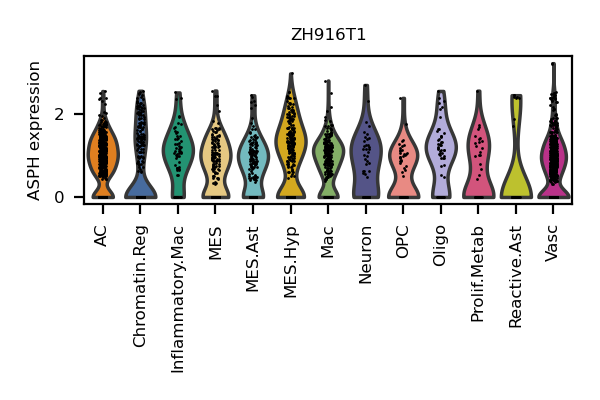 ZH916T1
ASPH expression
2
0
AC
Chromatin.Reg
Inflammatory.Mac
MES
MES.Ast
MES.Hyp
Mac
Neuron
OPC
Oligo
Prolif.Metab
Reactive.Ast
Vasc